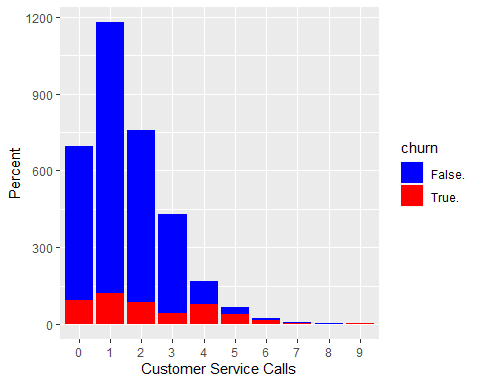 1200
900
600
300
0
Percent
0 1 2 3 4 5 6 7 8 9
Customer Service Calls
churn
False.
True.